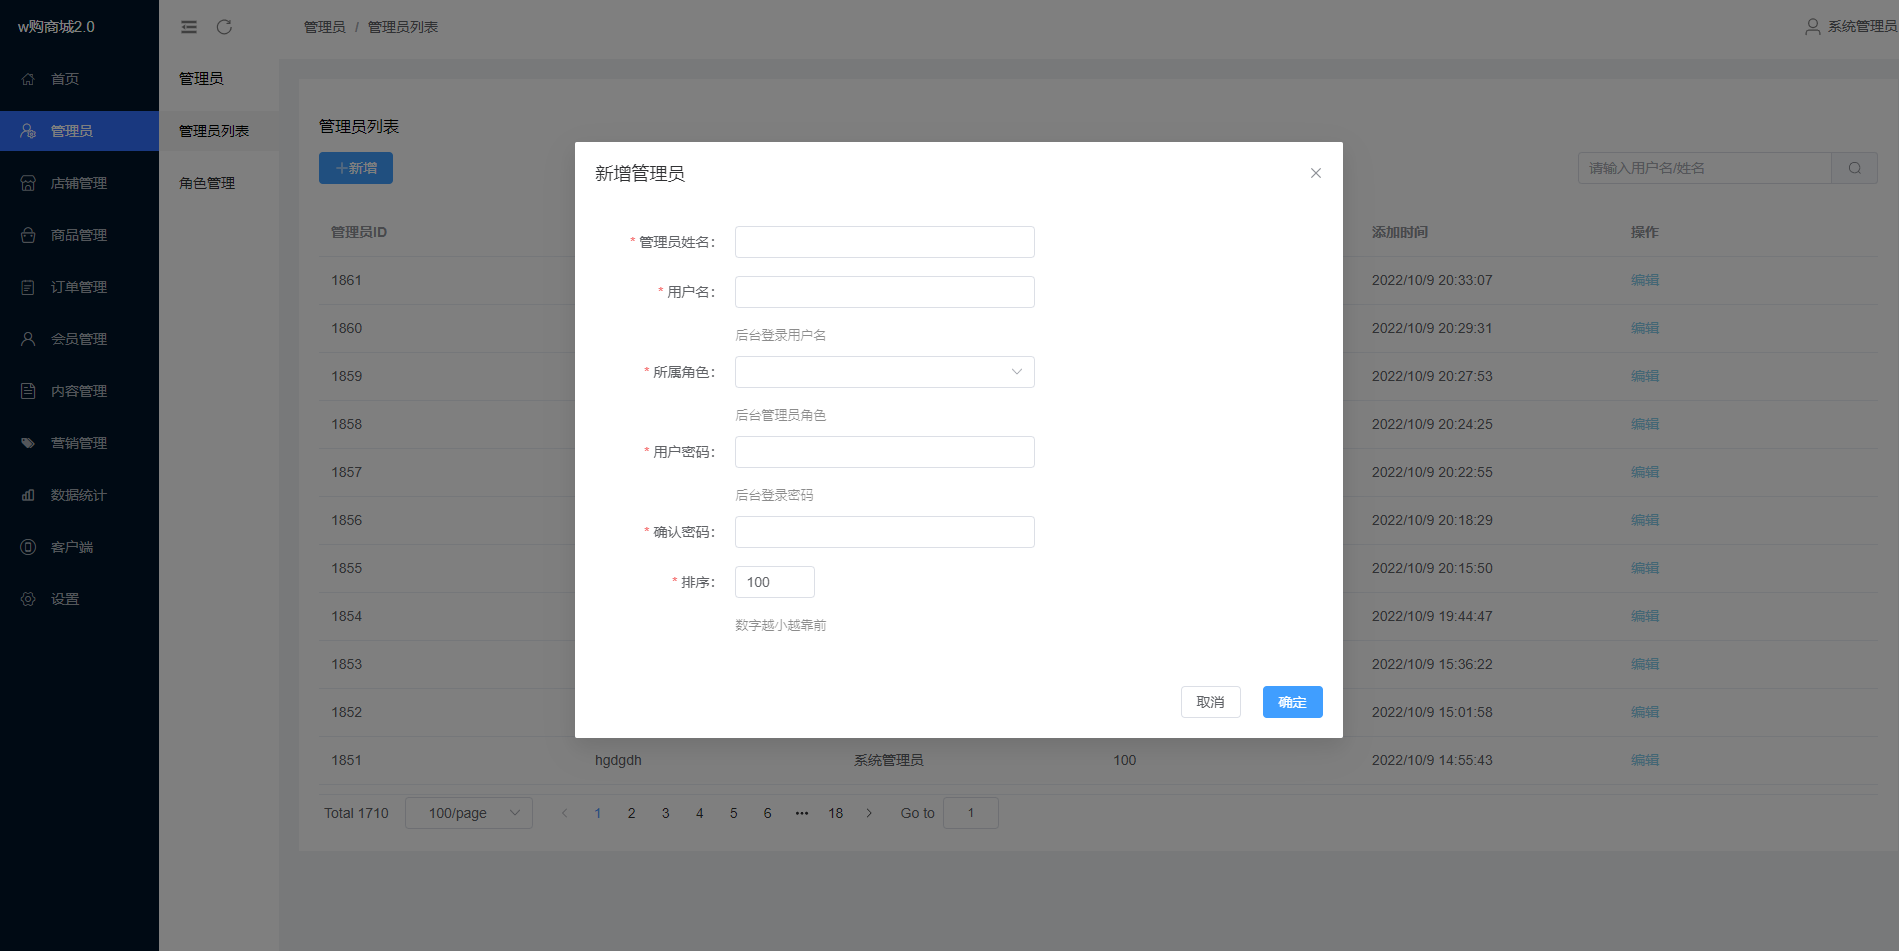 w购商城2.0
首页
管理员
店铺管理
商品管理
订单管理
会员管理
内容管理
营销管理
数据统计
客户端
设置
管理员
管理员列表
角色管理
管理员 / 管理员列表
系统管理员
管理员列表
新增
请输入用户名/姓名
管理员ID 添加时间 操作
1861 2022/10/9 20:33:07 编辑
1860 2022/10/9 20:29:31 编辑
1859 2022/10/9 20:27:53 编辑
1858 2022/10/9 20:24:25 编辑
1857 2022/10/9 20:22:55 编辑
1856 2022/10/9 20:18:29 编辑
1855 2022/10/9 20:15:50 编辑
1854 2022/10/9 19:44:47 编辑
1853 2022/10/9 15:36:22 编辑
1852 2022/10/9 15:01:58 编辑
1851 hgdgdh 系统管理员 100 2022/10/9 14:55:43 编辑
Total 1710 100/page 1 2 3 4 5 6 ••• 18 Go to 1
新增管理员
* 管理员姓名：
* 用户名：
后台登录用户名
* 所属角色：
后台管理员角色
* 用户密码：
后台登录密码
* 确认密码：
* 排序： 100
数字越小越靠前
取消 确定